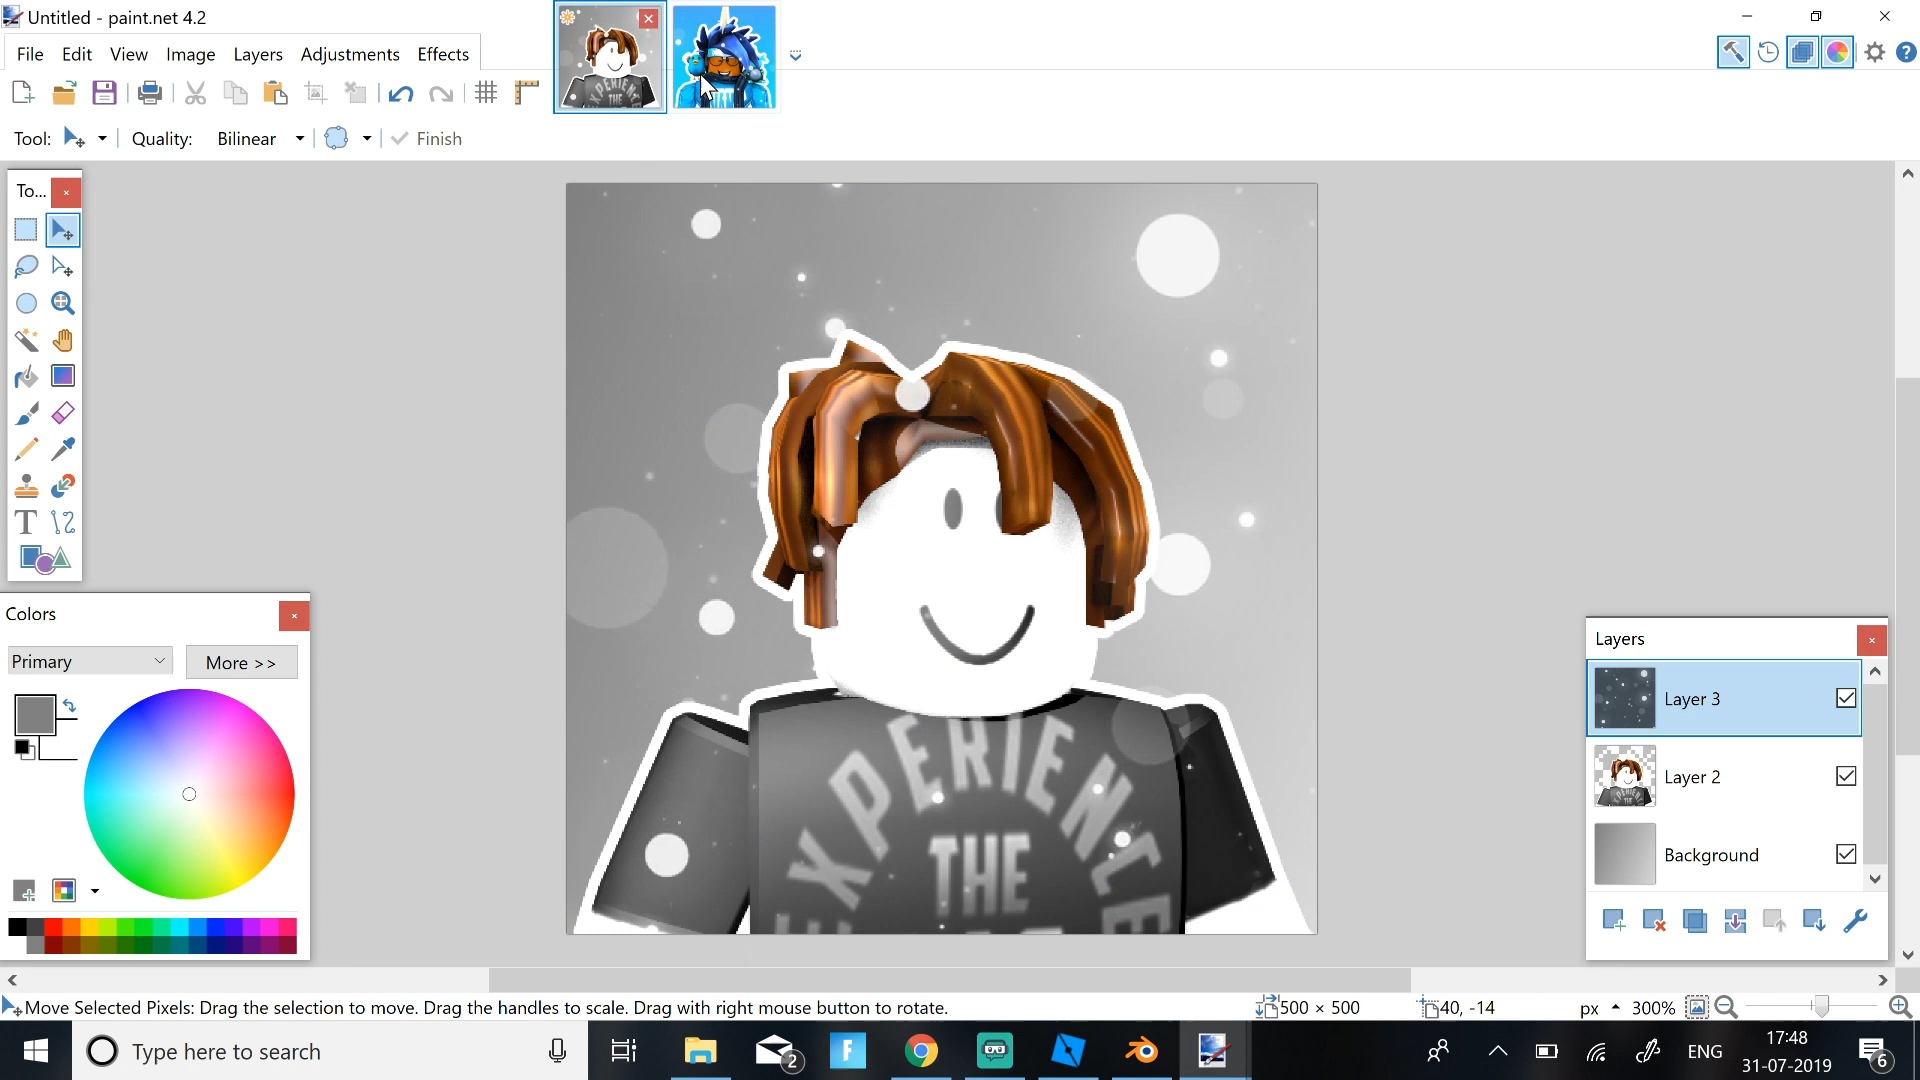 Untitled - paint.net 4.2
File Edit View Image Layers Adjustments Effects
Tool: Quality: Bilinear Finish
To...
T
EXPERIENCE
THE
Colors
Primary More >>
Layers
Layer 3
Layer 2
Background
Move Selected Pixels: Drag the selection to move. Drag the handles to scale. Drag with right mouse button to rotate.
500 × 500 40, -14 px 300%
Type here to search
2
F
ENG
17:48
31-07-2019
6